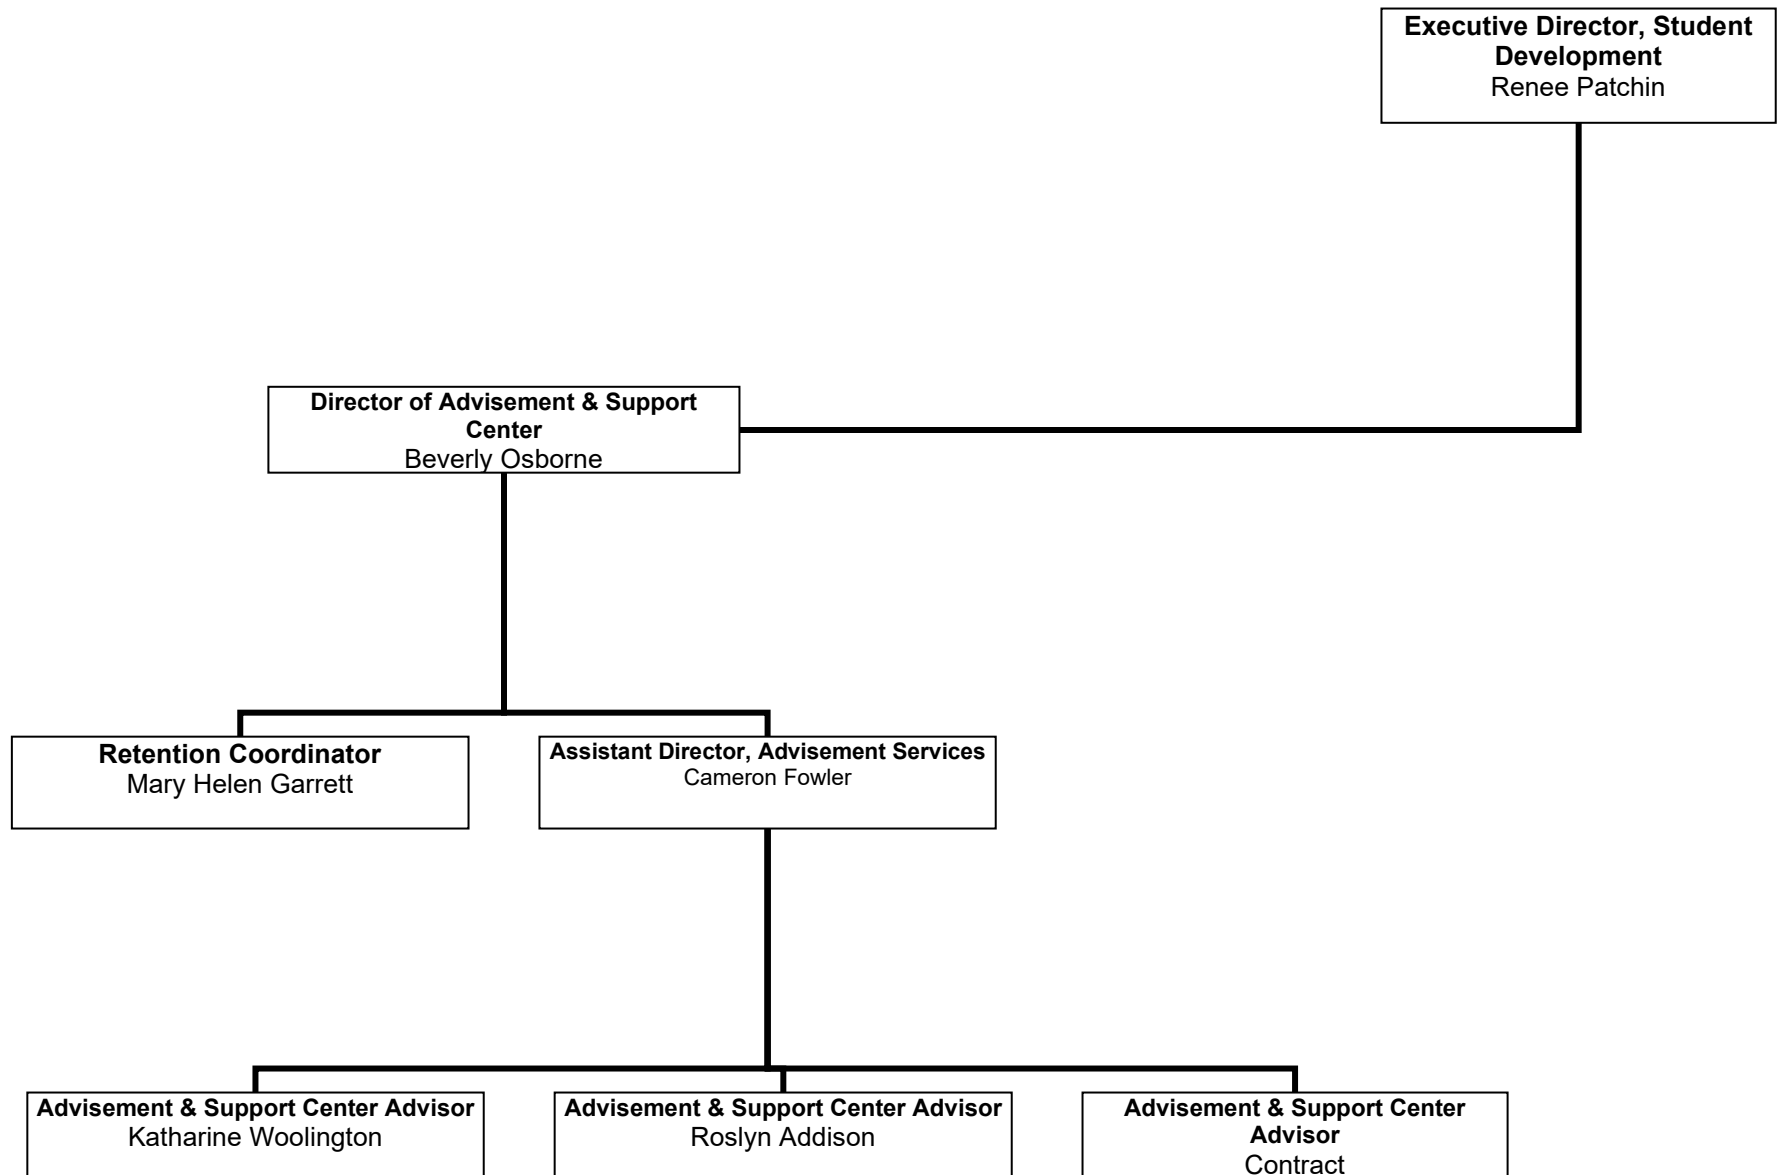 Executive Director, Student
Development
Renee Patchin
Director of Advisement & Support
Center
Beverly Osborne
Retention Coordinator
Mary Helen Garrett
Assistant Director, Advisement Services
Cameron Fowler
Advisement & Support Center Advisor
Katharine Woolington
Advisement & Support Center Advisor
Roslyn Addison
Advisement & Support Center
Advisor
Contract